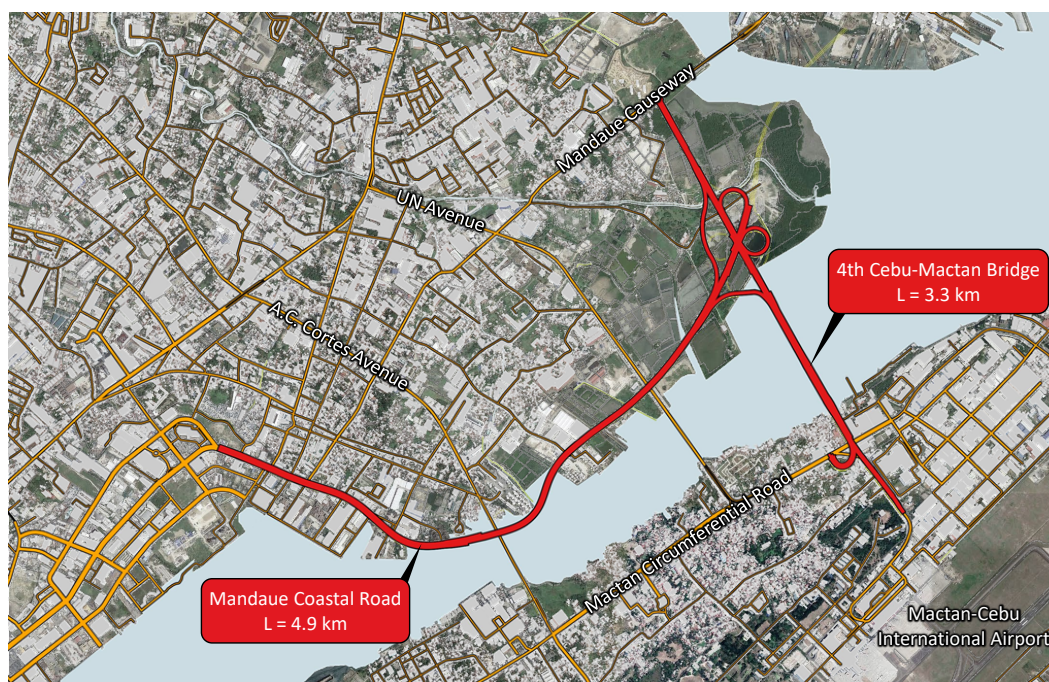 Mandaue Causeway
UN Avenue
4th Cebu-Mactan Bridge
L = 3.3 km
A.C. Cortes Avenue
Mactan Circumferential Road
Mandaue Coastal Road
L = 4.9 km
Mactan-Cebu
International Airport